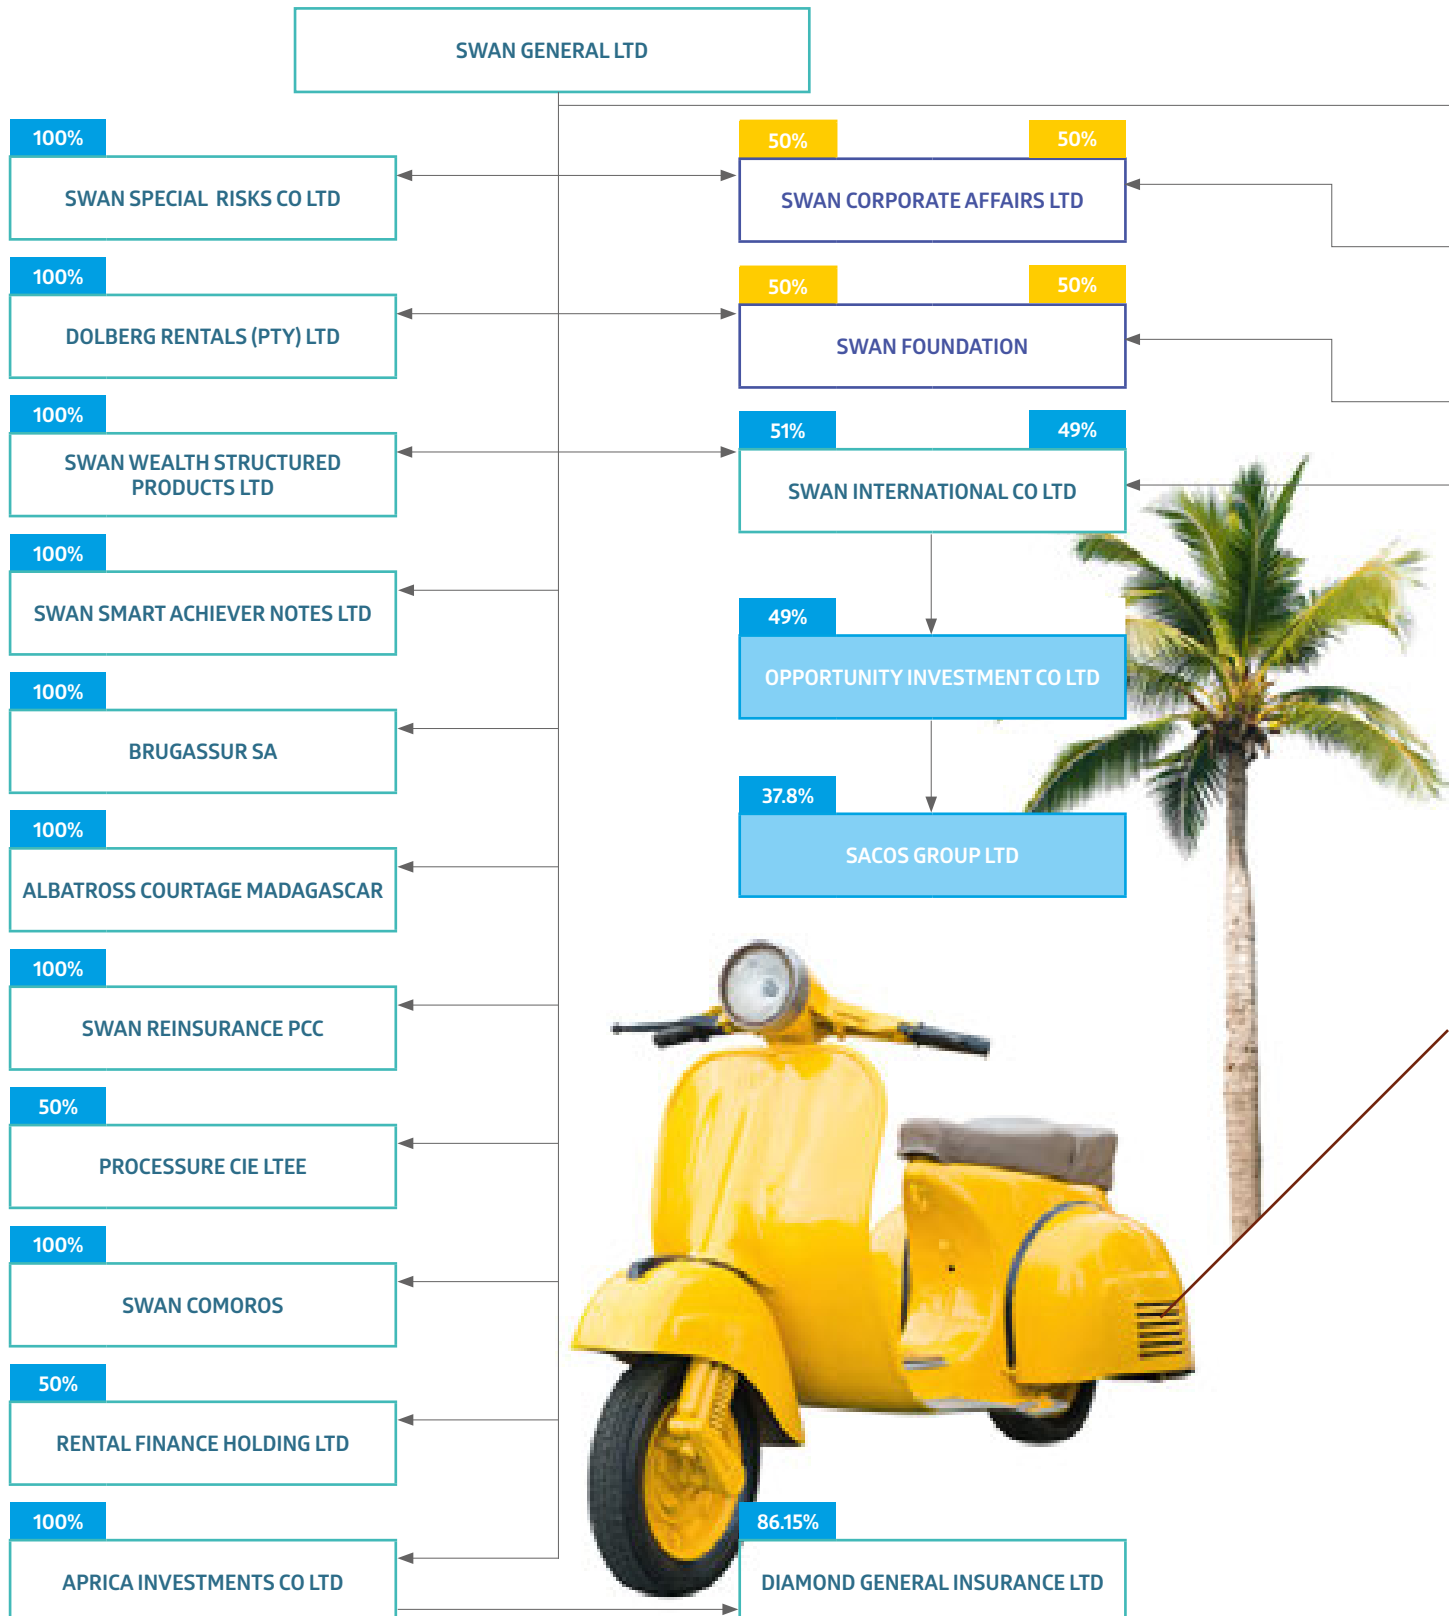 SWAN GENERAL LTD
100%
SWAN SPECIAL RISKS CO LTD
50% 50%
SWAN CORPORATE AFFAIRS LTD
100%
DOLBERG RENTALS (PTY) LTD
50% 50%
SWAN FOUNDATION
100%
SWAN WEALTH STRUCTURED
PRODUCTS LTD
51% 49%
SWAN INTERNATIONAL CO LTD
100%
SWAN SMART ACHIEVER NOTES LTD
49%
OPPORTUNITY INVESTMENT CO LTD
100%
BRUGASSUR SA
37.8%
SACOS GROUP LTD
100%
ALBATROSS COURTAGE MADAGASCAR
100%
SWAN REINSURANCE PCC
50%
PROCESSURE CIE LTEE
100%
SWAN COMOROS
50%
RENTAL FINANCE HOLDING LTD
100%
APRICA INVESTMENTS CO LTD
86.15%
DIAMOND GENERAL INSURANCE LTD